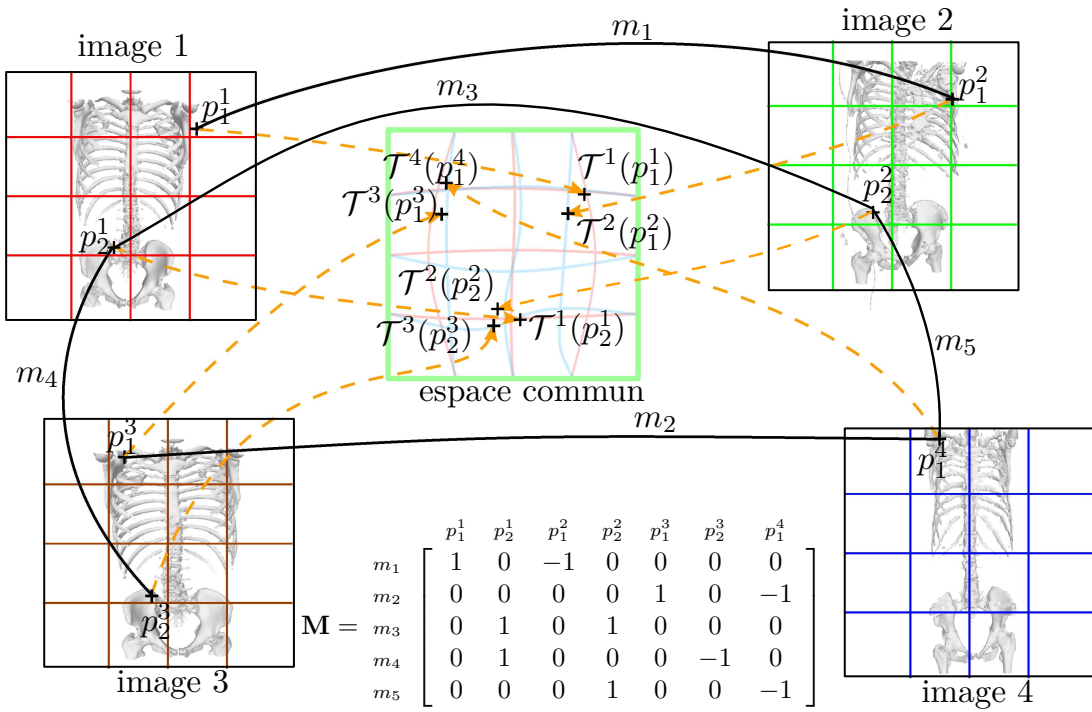 image 1
m₁
image 2
p₁¹
m₃
p₁²
𝒯⁴(p₁⁴)
𝒯¹(p₁¹)
𝒯³(p₁³)
𝒯²(p₁²)
p₂²
p₂¹
𝒯²(p₂²)
𝒯³(p₂³)
𝒯¹(p₂¹)
m₅
m₄
espace commun
p₁³
m₂
p₁⁴
p₂³
image 3
image 4
p₁¹ p₂¹ p₁² p₂² p₁³ p₂³ p₁⁴
m₁ 1 0 −1 0 0 0 0
m₂ 0 0 0 0 1 0 −1
M = m₃ 0 1 0 1 0 0 0
m₄ 0 1 0 0 0 −1 0
m₅ 0 0 0 1 0 0 −1